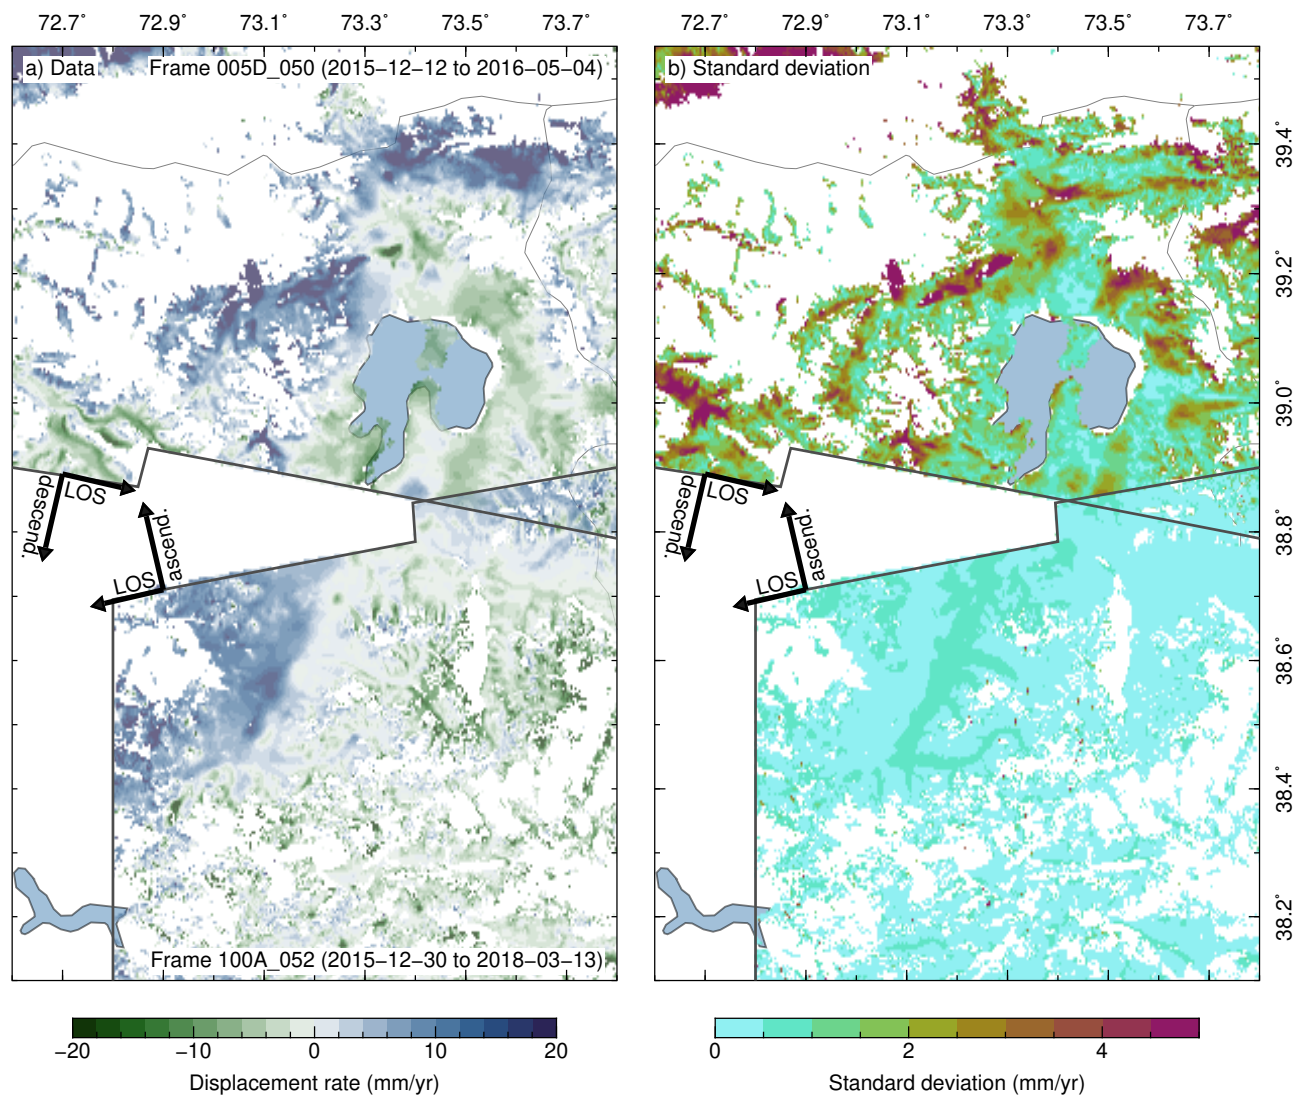 72.7˚ 72.9˚ 73.1˚ 73.3˚ 73.5˚ 73.7˚
72.7˚ 72.9˚ 73.1˚ 73.3˚ 73.5˚ 73.7˚
a) Data
Frame 005D_050 (2015−12−12 to 2016−05−04)
b) Standard deviation
39.4˚
39.2˚
39.0˚
38.8˚
38.6˚
38.4˚
38.2˚
LOS
descend.
LOS
ascend.
LOS
descend.
LOS
ascend.
Frame 100A_052 (2015−12−30 to 2018−03−13)
−20 −10 0 10 20
Displacement rate (mm/yr)
0 2 4
Standard deviation (mm/yr)